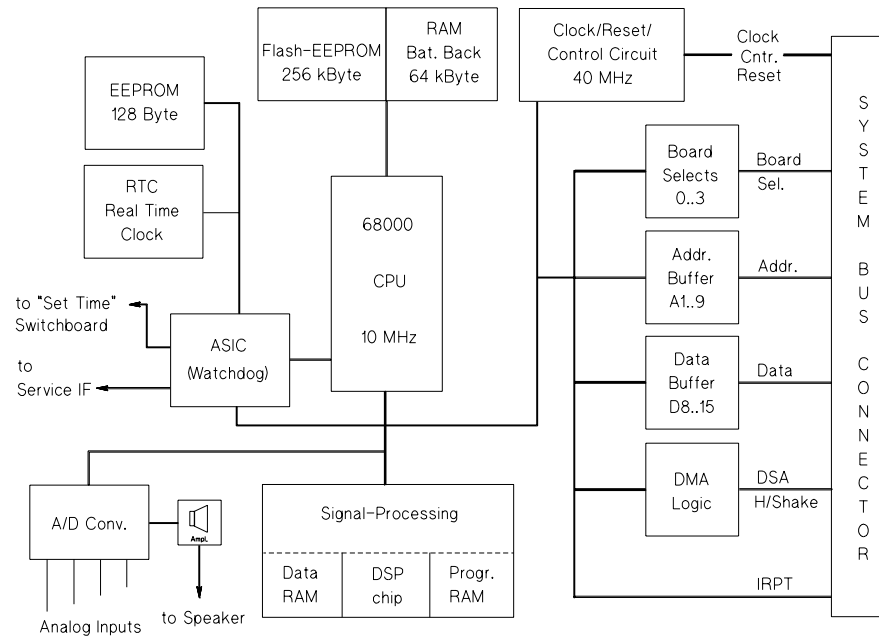 Flash-EEPROM
256 kByte
RAM
Bat. Back
64 kByte
Clock/Reset/
Control Circuit
40 MHz
Clock
Cntr.
Reset
EEPROM
128 Byte
RTC
Real Time
Clock
68000
CPU
10 MHz
Board
Selects
0..3
Board
Sel.
Addr.
Buffer
A1..9
Addr.
to "Set Time"
Switchboard
to
Service IF
ASIC
(Watchdog)
Data
Buffer
D8..15
Data
DMA
Logic
DSA
H/Shake
IRPT
SYSTEM BUS CONNECTOR
A/D Conv.
Ampl.
Analog Inputs
to Speaker
Signal-Processing
Data
RAM
DSP
chip
Progr.
RAM